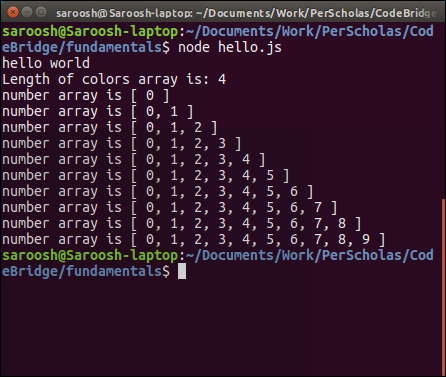 saroosh@Saroosh-laptop: ~/Documents/Work/PerScholas/CodeBridge
saroosh@Saroosh-laptop:~/Documents/Work/PerScholas/Cod
eBridge/fundamentals$ node hello.js
hello world
Length of colors array is: 4
number array is [ 0 ]
number array is [ 0, 1 ]
number array is [ 0, 1, 2 ]
number array is [ 0, 1, 2, 3 ]
number array is [ 0, 1, 2, 3, 4 ]
number array is [ 0, 1, 2, 3, 4, 5 ]
number array is [ 0, 1, 2, 3, 4, 5, 6 ]
number array is [ 0, 1, 2, 3, 4, 5, 6, 7 ]
number array is [ 0, 1, 2, 3, 4, 5, 6, 7, 8 ]
number array is [ 0, 1, 2, 3, 4, 5, 6, 7, 8, 9 ]
saroosh@Saroosh-laptop:~/Documents/Work/PerScholas/Cod
eBridge/fundamentals$